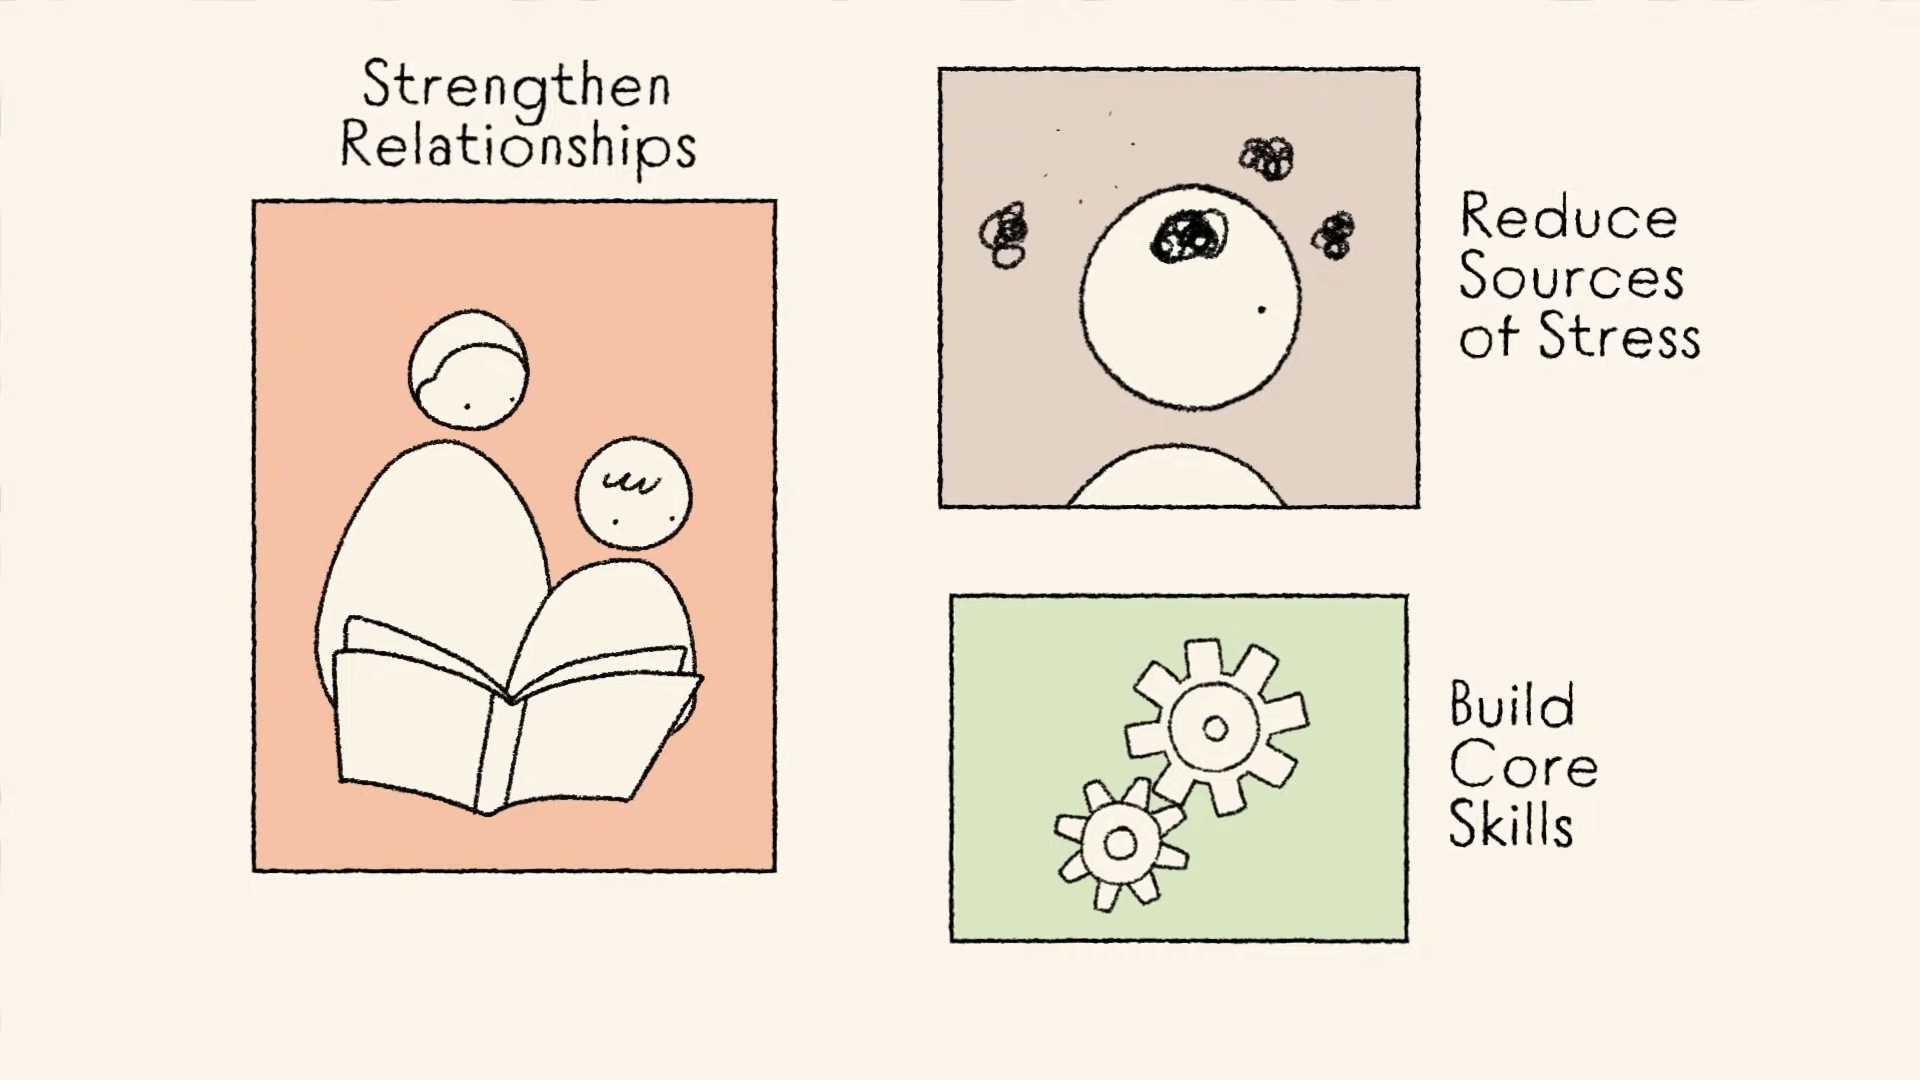 Strengthen
Relationships
Reduce
Sources
of Stress
Build
Core
Skills